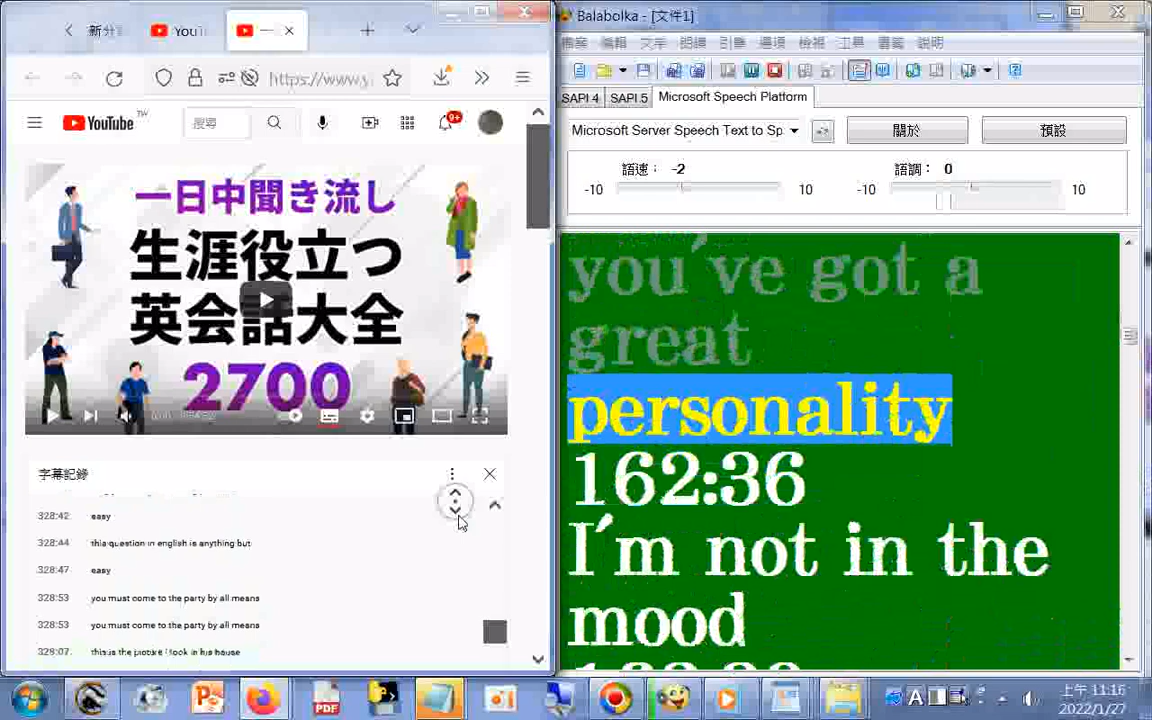 新分
YouT
一
https://www.y
YouTube TW
搜尋
9+
一日中聞き流し
生涯役立つ
英会話大全
2700
字幕記錄
328:42 easy
328:44 this question in english is anything but
328:47 easy
328:53 you must come to the party by all means
328:53 you must come to the party by all means
329:07 this is the picture i took in his house
Balabolka - [文件1]
檔案 編輯 文字 閱讀 引擎 選項 檢視 工具 書籤 說明
SAPI 4 SAPI 5 Microsoft Speech Platform
Microsoft Server Speech Text to Sp
關於
預設
語速： -2
語調： 0
-10 10 -10 10
you've got a
great
personality
162:36
I'm not in the
mood
PDF
A
上午 11:16
2022/1/27